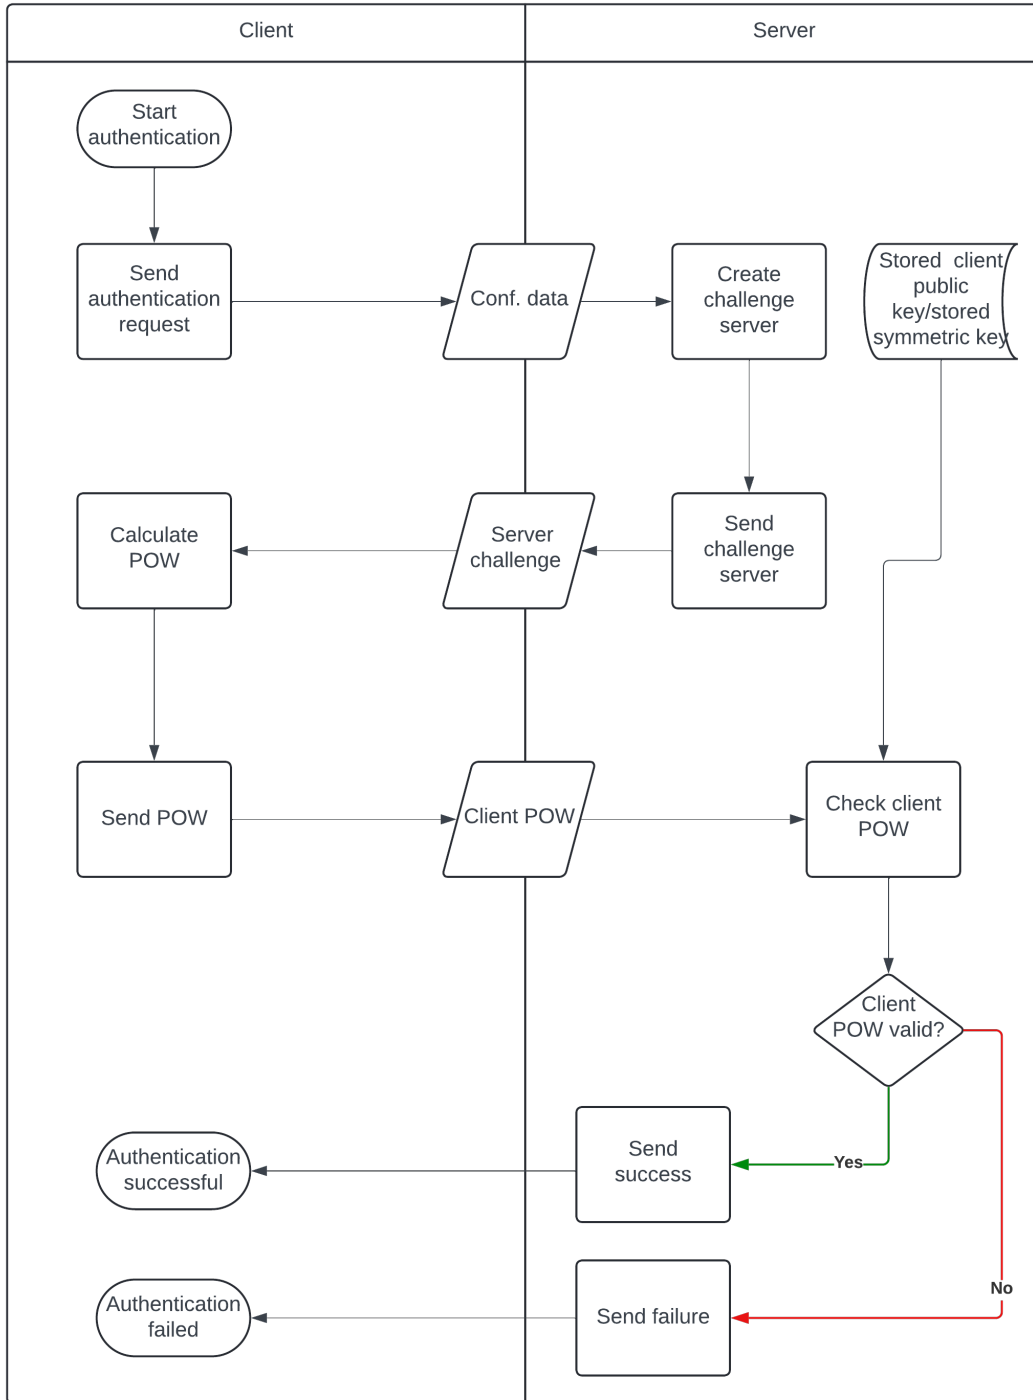 Client
Server
Start
authentication
Send
authentication
request
Conf. data
Create
challenge
server
Stored  client
public
key/stored
symmetric key
Calculate
POW
Server
challenge
Send
challenge
server
Send POW
Client POW
Check client
POW
Client
POW valid?
Yes
Send
success
Authentication
successful
No
Send failure
Authentication
failed